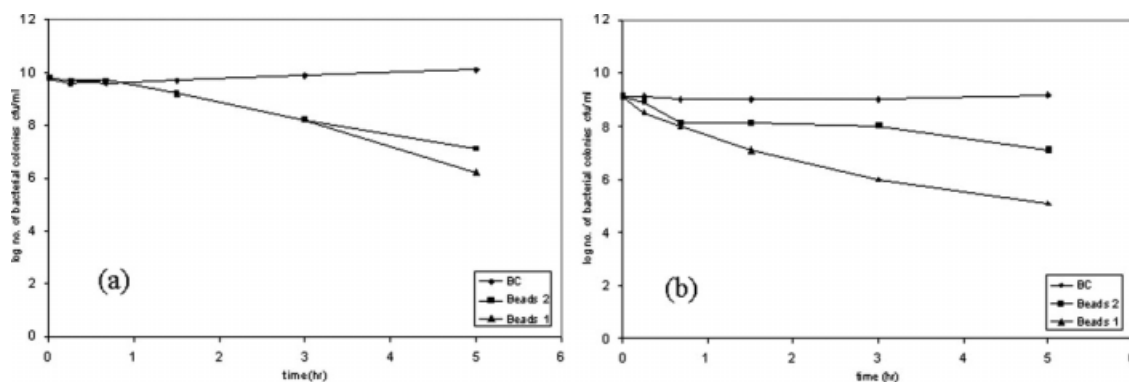 12
10
8
6
4
2
0
log no. of bacterial colonies cfu/ml
(a)
BC
Beads 2
Beads 1
0 1 2 3 4 5 6
time(hr)
12
10
8
6
4
2
0
log no. of bacterial colonies cfu/ml
(b)
BC
Beads 2
Beads 1
0 1 2 3 4 5 6
time (hr)